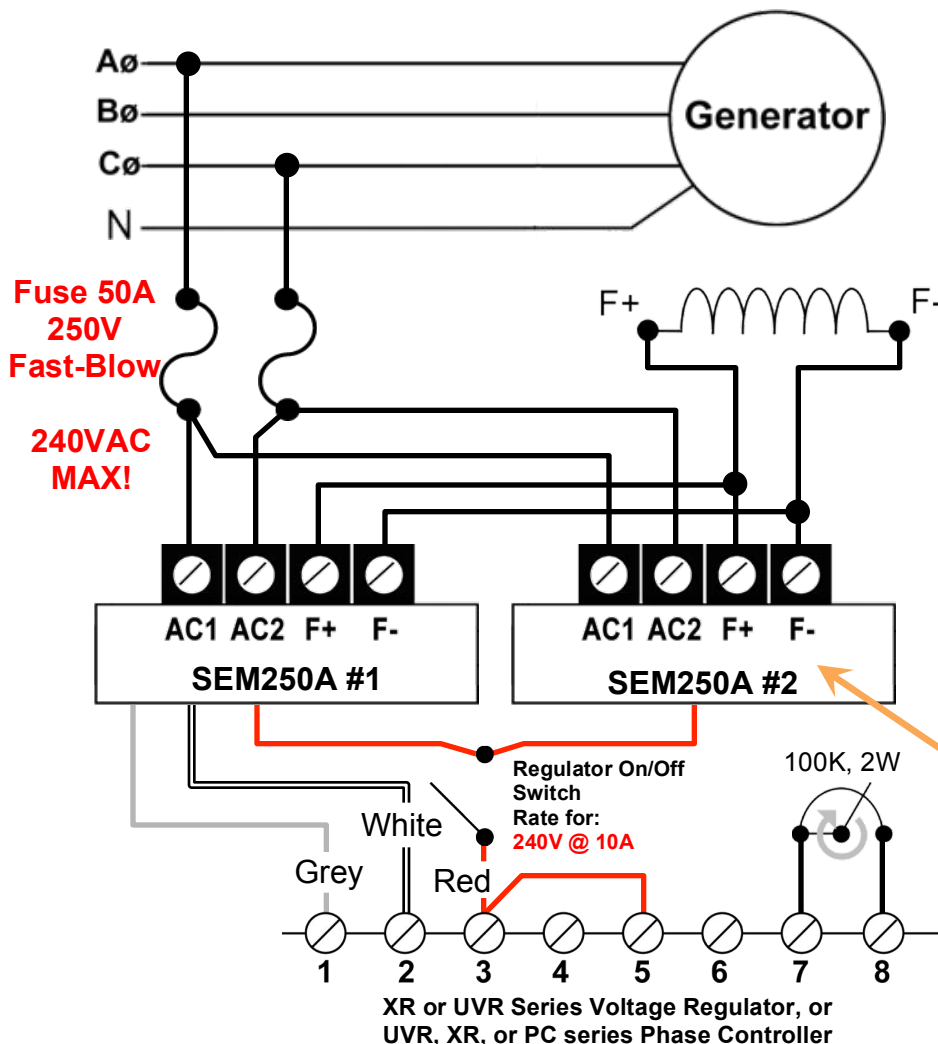 Aø
Bø
Cø
N
Generator
Fuse 50A
250V
Fast-Blow
240VAC
MAX!
F+
F-
AC1 AC2 F+ F-
SEM250A #1
AC1 AC2 F+ F-
SEM250A #2
Regulator On/Off
Switch
Rate for:
240V @ 10A
100K, 2W
White
Grey
Red
1 2 3 4 5 6 7 8
XR or UVR Series Voltage Regulator, or
UVR, XR, or PC series Phase Controller